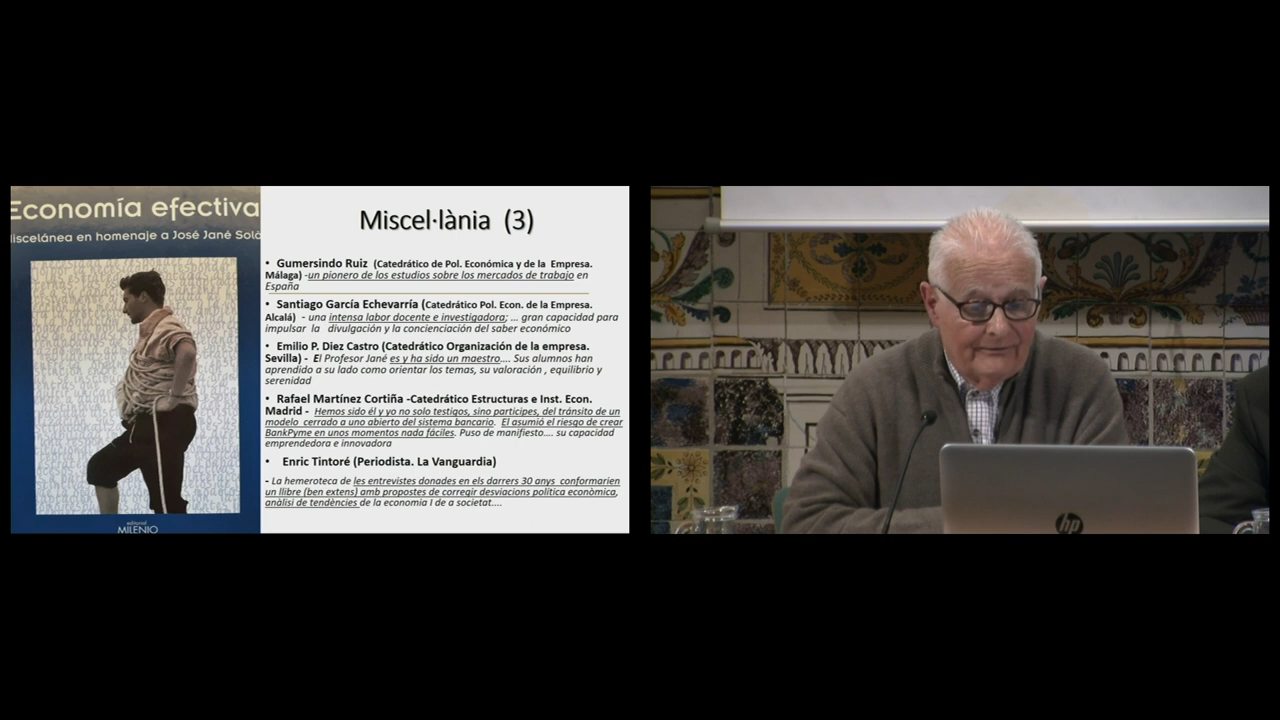 Economía efectiva
iscelánea en homenaje a José Jané Solà
editorial
MILENIO
Miscel·lània (3)
• Gumersindo Ruiz (Catedrático de Pol. Económica y de la Empresa.
Málaga) -un pionero de los estudios sobre los mercados de trabajo en
España
• Santiago García Echevarría (Catedrático Pol. Econ. de la Empresa.
Alcalá) - una intensa labor docente e investigadora; ... gran capacidad para
impulsar la divulgación y la concienciación del saber económico
• Emilio P. Diez Castro (Catedrático Organización de la empresa.
Sevilla) - El Profesor Jané es y ha sido un maestro.... Sus alumnos han
aprendido a su lado como orientar los temas, su valoración , equilibrio y
serenidad
• Rafael Martínez Cortiña -Catedrático Estructuras e Inst. Econ.
Madrid - Hemos sido él y yo no solo testigos, sino participes, del tránsito de un
modelo cerrado a uno abierto del sistema bancario. El asumió el riesgo de crear
BankPyme en unos momentos nada fáciles. Puso de manifiesto.... su capacidad
emprendedora e innovadora
• Enric Tintoré (Periodista. La Vanguardia)
- La hemeroteca de les entrevistes donades en els darrers 30 anys conformarien
un llibre (ben extens) amb propostes de corregir desviacions política econòmica,
anàlisi de tendències de la economia I de a societat....
hp